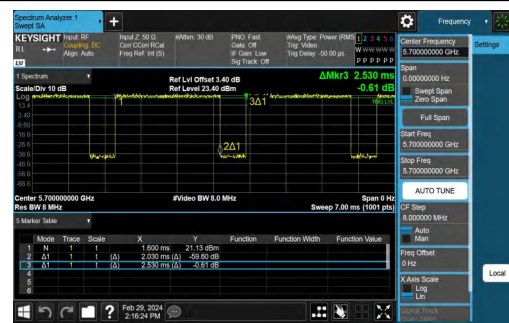 Spectrum Analyzer 1
Swept SA
Frequency
Settings
KEYSIGHT Input: RF
Coupling: DC
Align: Auto
RL
LW
Input Z: 50 Ω
Corr CCorr RCal
Freq Ref: Int (S)
#Atten: 30 dB
PNO: Fast
Gate: Off
IF Gain: Low
Sig Track: Off
#Avg Type: Power (RMS
Trig: Video
Trig Delay: -50.00 µs
1 2 3 4 5 6
W W W W W W
P P P P P P
1 Spectrum
Scale/Div 10 dB
Ref Lvl Offset 3.40 dB
Ref Level 23.40 dBm
ΔMkr3 2.530 ms
-0.61 dB
Log
13.4
3.40
-6.60
-16.6
-26.6
-36.6
-46.6
-56.6
-66.6
1
3Δ1
2Δ1
TRIG LVL
Center 5.700000000 GHz
Res BW 8 MHz
#Video BW 8.0 MHz
Span 0 Hz
Sweep 7.00 ms (1001 pts)
5 Marker Table
Mode Trace Scale X Y Function Function Width Function Value
1 N 1 t 1.600 ms 21.13 dBm
2 Δ1 1 t (Δ) 2.030 ms (Δ) -59.60 dB
3 Δ1 1 t (Δ) 2.530 ms (Δ) -0.61 dB
4
5
6
Center Frequency
5.700000000 GHz
Span
0.00000000 Hz
Swept Span
Zero Span
Full Span
Start Freq
5.700000000 GHz
Stop Freq
5.700000000 GHz
AUTO TUNE
CF Step
8.000000 MHz
Auto
Man
Freq Offset
0 Hz
X Axis Scale
Log
Lin
Signal Track
Local
?
Feb 29, 2024
2:16:24 PM